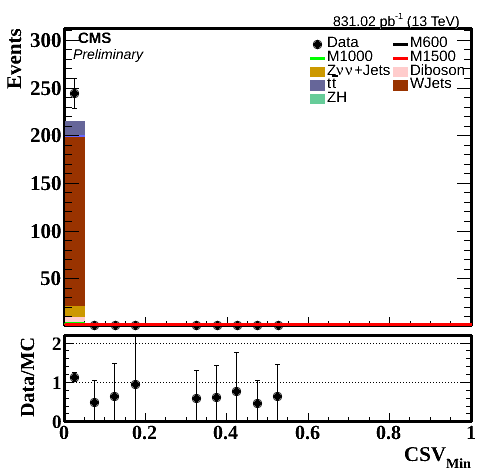 831.02 pb⁻¹ (13 TeV)
CMS
Preliminary
Events
300
250
200
150
100
50
Data
M600
M1000
M1500
Zνν+Jets
Diboson
tt̄
WJets
ZH
Data/MC
2
1
0
0 0.2 0.4 0.6 0.8 1
CSV_Min